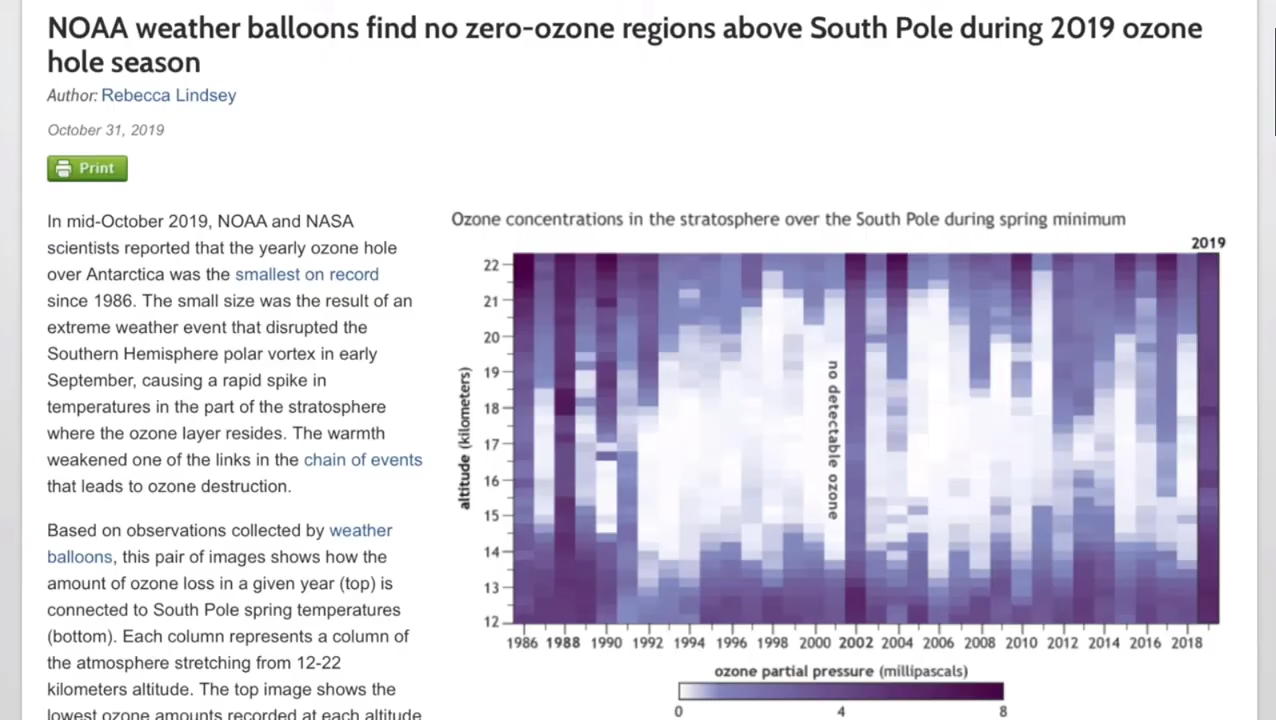 NOAA weather balloons find no zero-ozone regions above South Pole during 2019 ozone
hole season
Author: Rebecca Lindsey
October 31, 2019
Print
In mid-October 2019, NOAA and NASA
scientists reported that the yearly ozone hole
over Antarctica was the smallest on record
since 1986. The small size was the result of an
extreme weather event that disrupted the
Southern Hemisphere polar vortex in early
September, causing a rapid spike in
temperatures in the part of the stratosphere
where the ozone layer resides. The warmth
weakened one of the links in the chain of events
that leads to ozone destruction.
Based on observations collected by weather
balloons, this pair of images shows how the
amount of ozone loss in a given year (top) is
connected to South Pole spring temperatures
(bottom). Each column represents a column of
the atmosphere stretching from 12-22
kilometers altitude. The top image shows the
lowest ozone amounts recorded at each altitude
Ozone concentrations in the stratosphere over the South Pole during spring minimum
2019
22
21
20
19
18
17
16
15
14
13
12
altitude (kilometers)
no detectable ozone
1986 1988 1990 1992 1994 1996 1998 2000 2002 2004 2006 2008 2010 2012 2014 2016 2018
ozone partial pressure (millipascals)
0 4 8